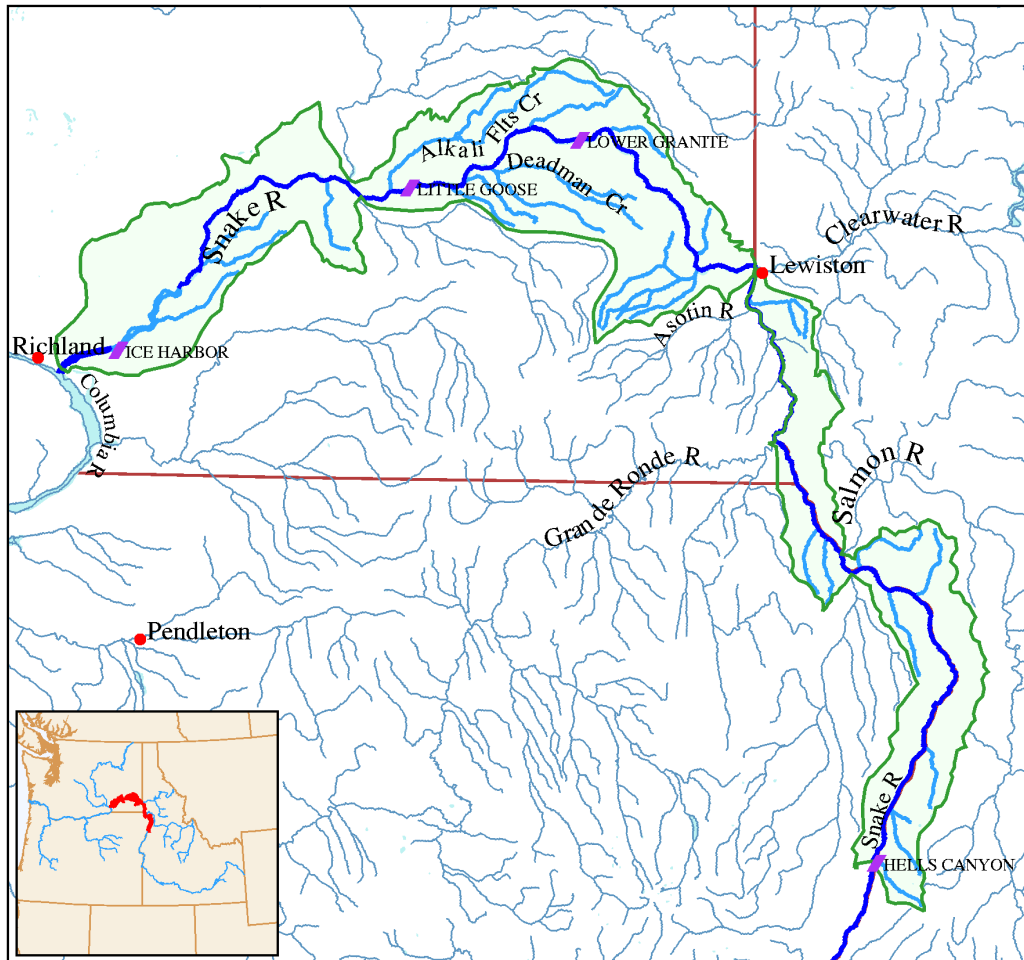 Alkali Flts Cr
LOWER GRANITE
Deadman Cr
LITTLE GOOSE
Snake R
Clearwater R
Lewiston
Asotin R
Richland
ICE HARBOR
Columbia R
Grande Ronde R
Salmon R
Pendleton
Snake R
HELLS CANYON